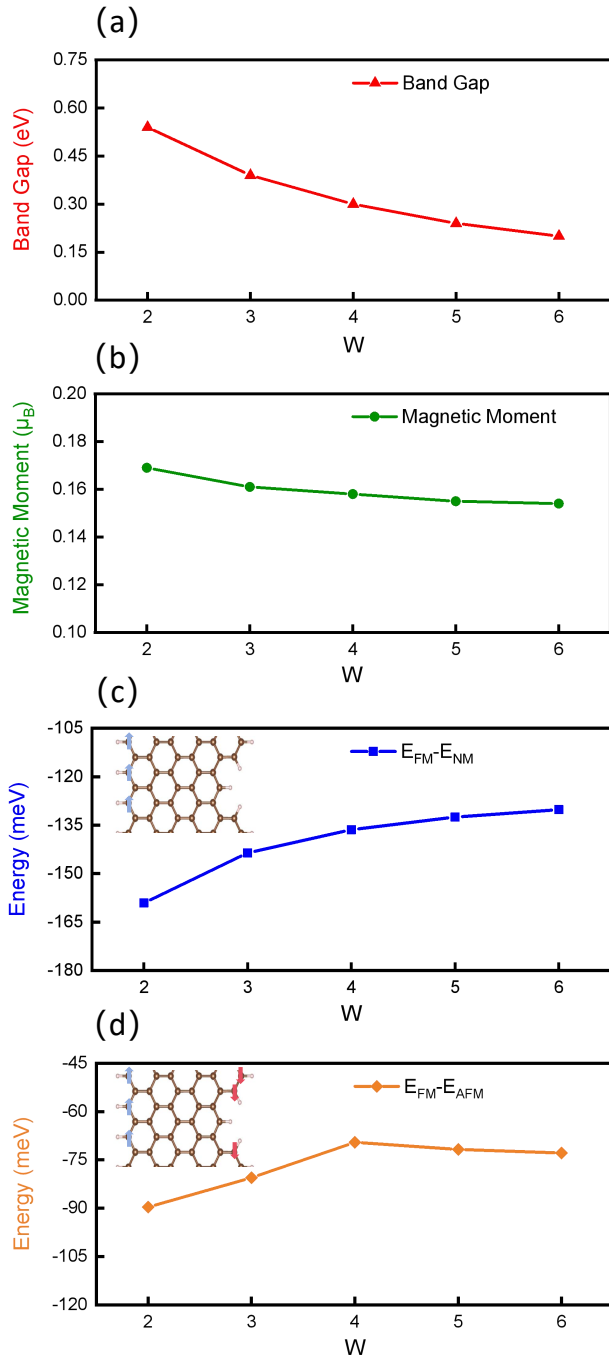 (a)
0.75
0.60
0.45
0.30
0.15
0.00
Band Gap (eV)
Band Gap
2 3 4 5 6
W
(b)
0.20
0.18
0.16
0.14
0.12
0.10
Magnetic Moment (μB)
Magnetic Moment
2 3 4 5 6
W
(c)
-105
-120
-135
-150
-165
-180
Energy (meV)
EFM-ENM
2 3 4 5 6
W
(d)
-45
-60
-75
-90
-105
-120
Energy (meV)
EFM-EAFM
2 3 4 5 6
W